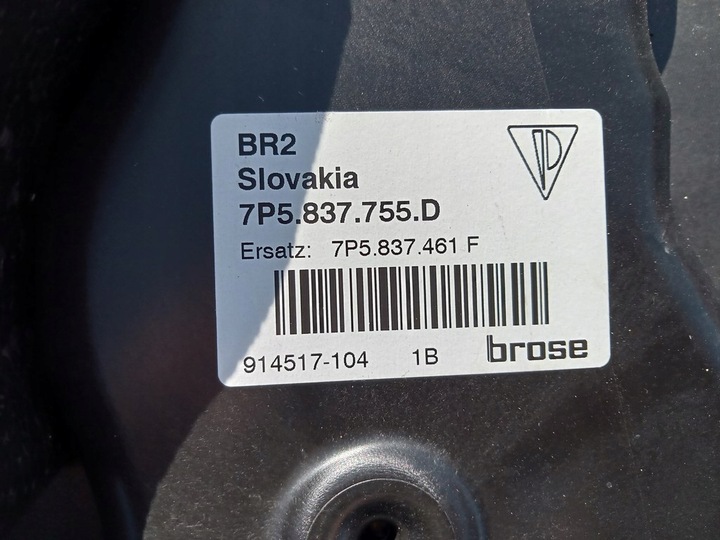 BR2
Slovakia
7P5.837.755.D
Ersatz: 7P5.837.461 F
914517-104 1B brose